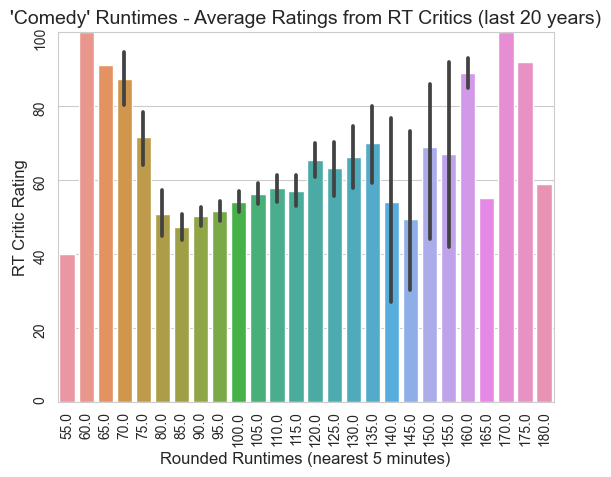 'Comedy' Runtimes - Average Ratings from RT Critics (last 20 years)
100
80
60
40
20
0
RT Critic Rating
55.0 60.0 65.0 70.0 75.0 80.0 85.0 90.0 95.0 100.0 105.0 110.0 115.0 120.0 125.0 130.0 135.0 140.0 145.0 150.0 155.0 160.0 165.0 170.0 175.0 180.0
Rounded Runtimes (nearest 5 minutes)